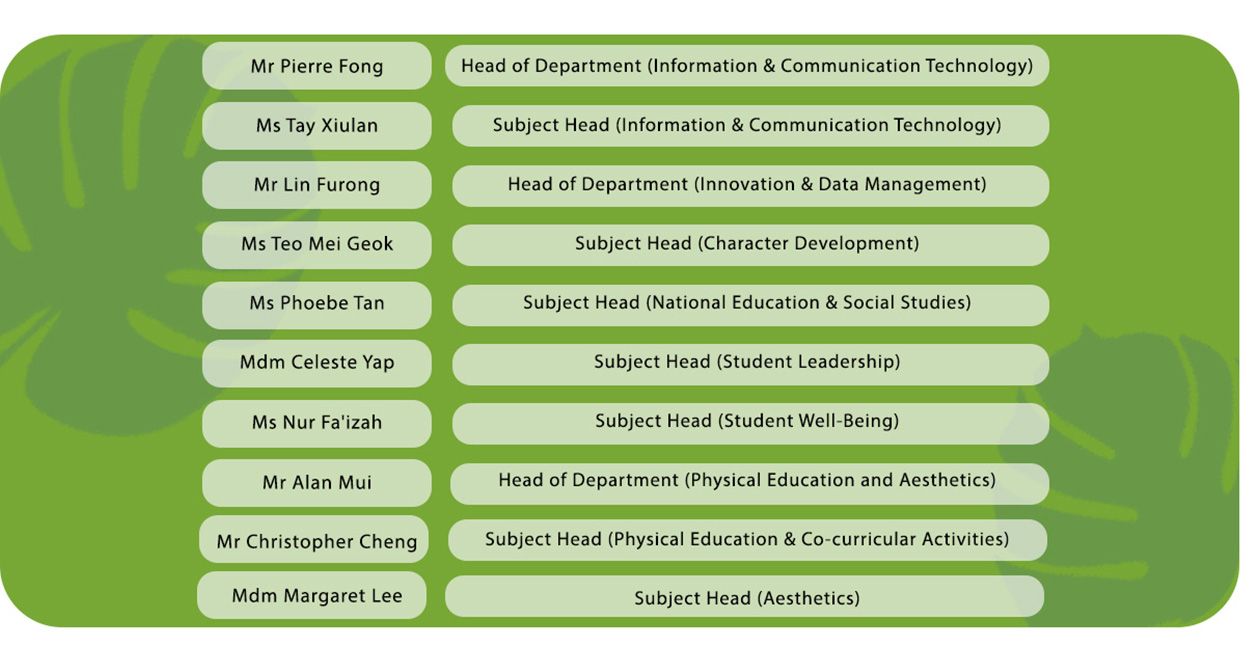 Mr Pierre Fong Head of Department (Information & Communication Technology)
Ms Tay Xiulan Subject Head (Information & Communication Technology)
Mr Lin Furong Head of Department (Innovation & Data Management)
Ms Teo Mei Geok Subject Head (Character Development)
Ms Phoebe Tan Subject Head (National Education & Social Studies)
Mdm Celeste Yap Subject Head (Student Leadership)
Ms Nur Fa'izah Subject Head (Student Well-Being)
Mr Alan Mui Head of Department (Physical Education and Aesthetics)
Mr Christopher Cheng Subject Head (Physical Education & Co-curricular Activities)
Mdm Margaret Lee Subject Head (Aesthetics)